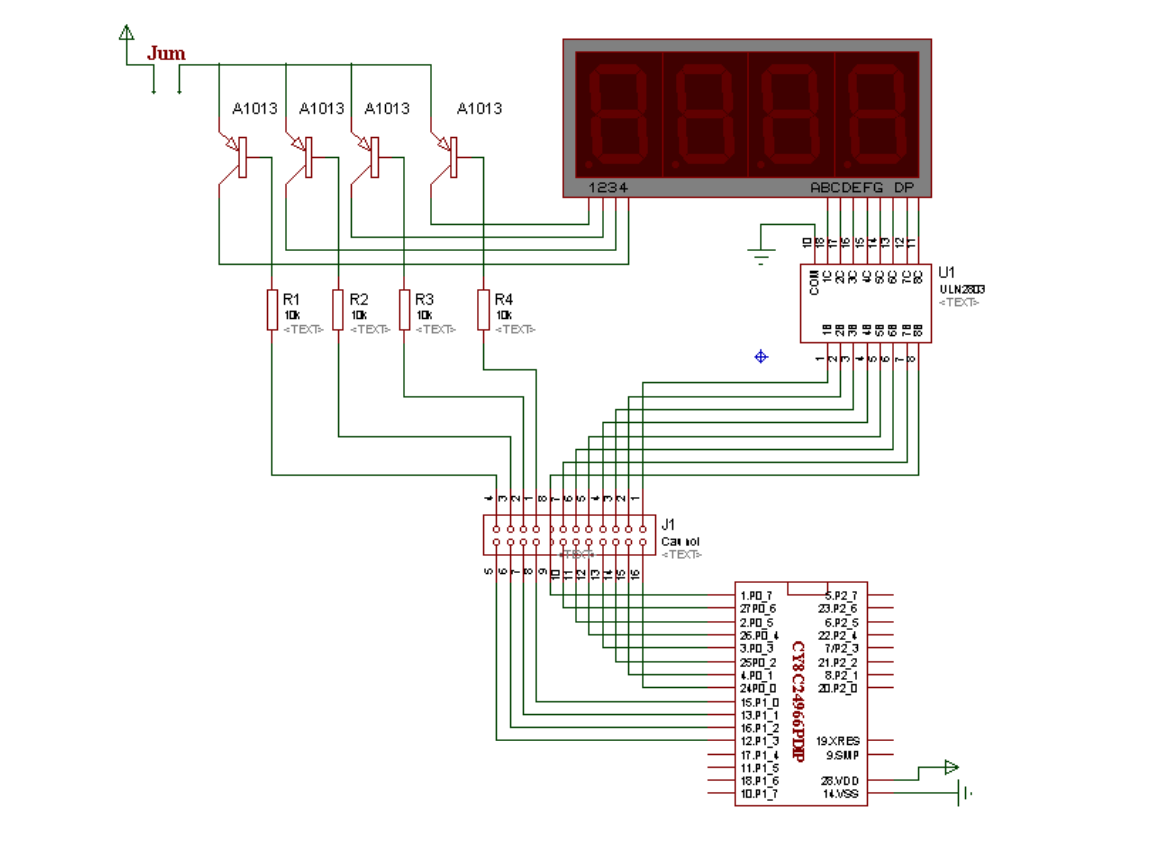 Jum
A1013 A1013 A1013 A1013
1234 ABCDEFG DP
10 18 17 16 15 14 13 12 11
COM 1C 2C 3C 4C 5C 6C 7C 8C
U1
ULN2803
<TEXT>
1B 2B 3B 4B 5B 6B 7B 8B
1 2 3 4 5 6 7 8
R1 R2 R3 R4
10k 10k 10k 10k
<TEXT> <TEXT> <TEXT> <TEXT>
4 3 2 1 8 7 6 5 4 3 2 1
J1
<TEXT>
<TEXT>
5 6 7 8 9 10 11 12 13 14 15 16
1.P0_7 5.P2_7
27P0_6 23.P2_6
2.P0_5 6.P2_5
26.P0_4 22.P2_4
3.P0_3 7/P2_3
25P0_2 21.P2_2
4.P0_1 8.P2_1
24P0_0 20.P2_0
15.P1_0
13.P1_1
16.P1_2
12.P1_3 19.XRES
17.P1_4 9.SMP
11.P1_5
18.P1_6 28.VDD
10.P1_7 14.VSS
CY8C24966PDIP